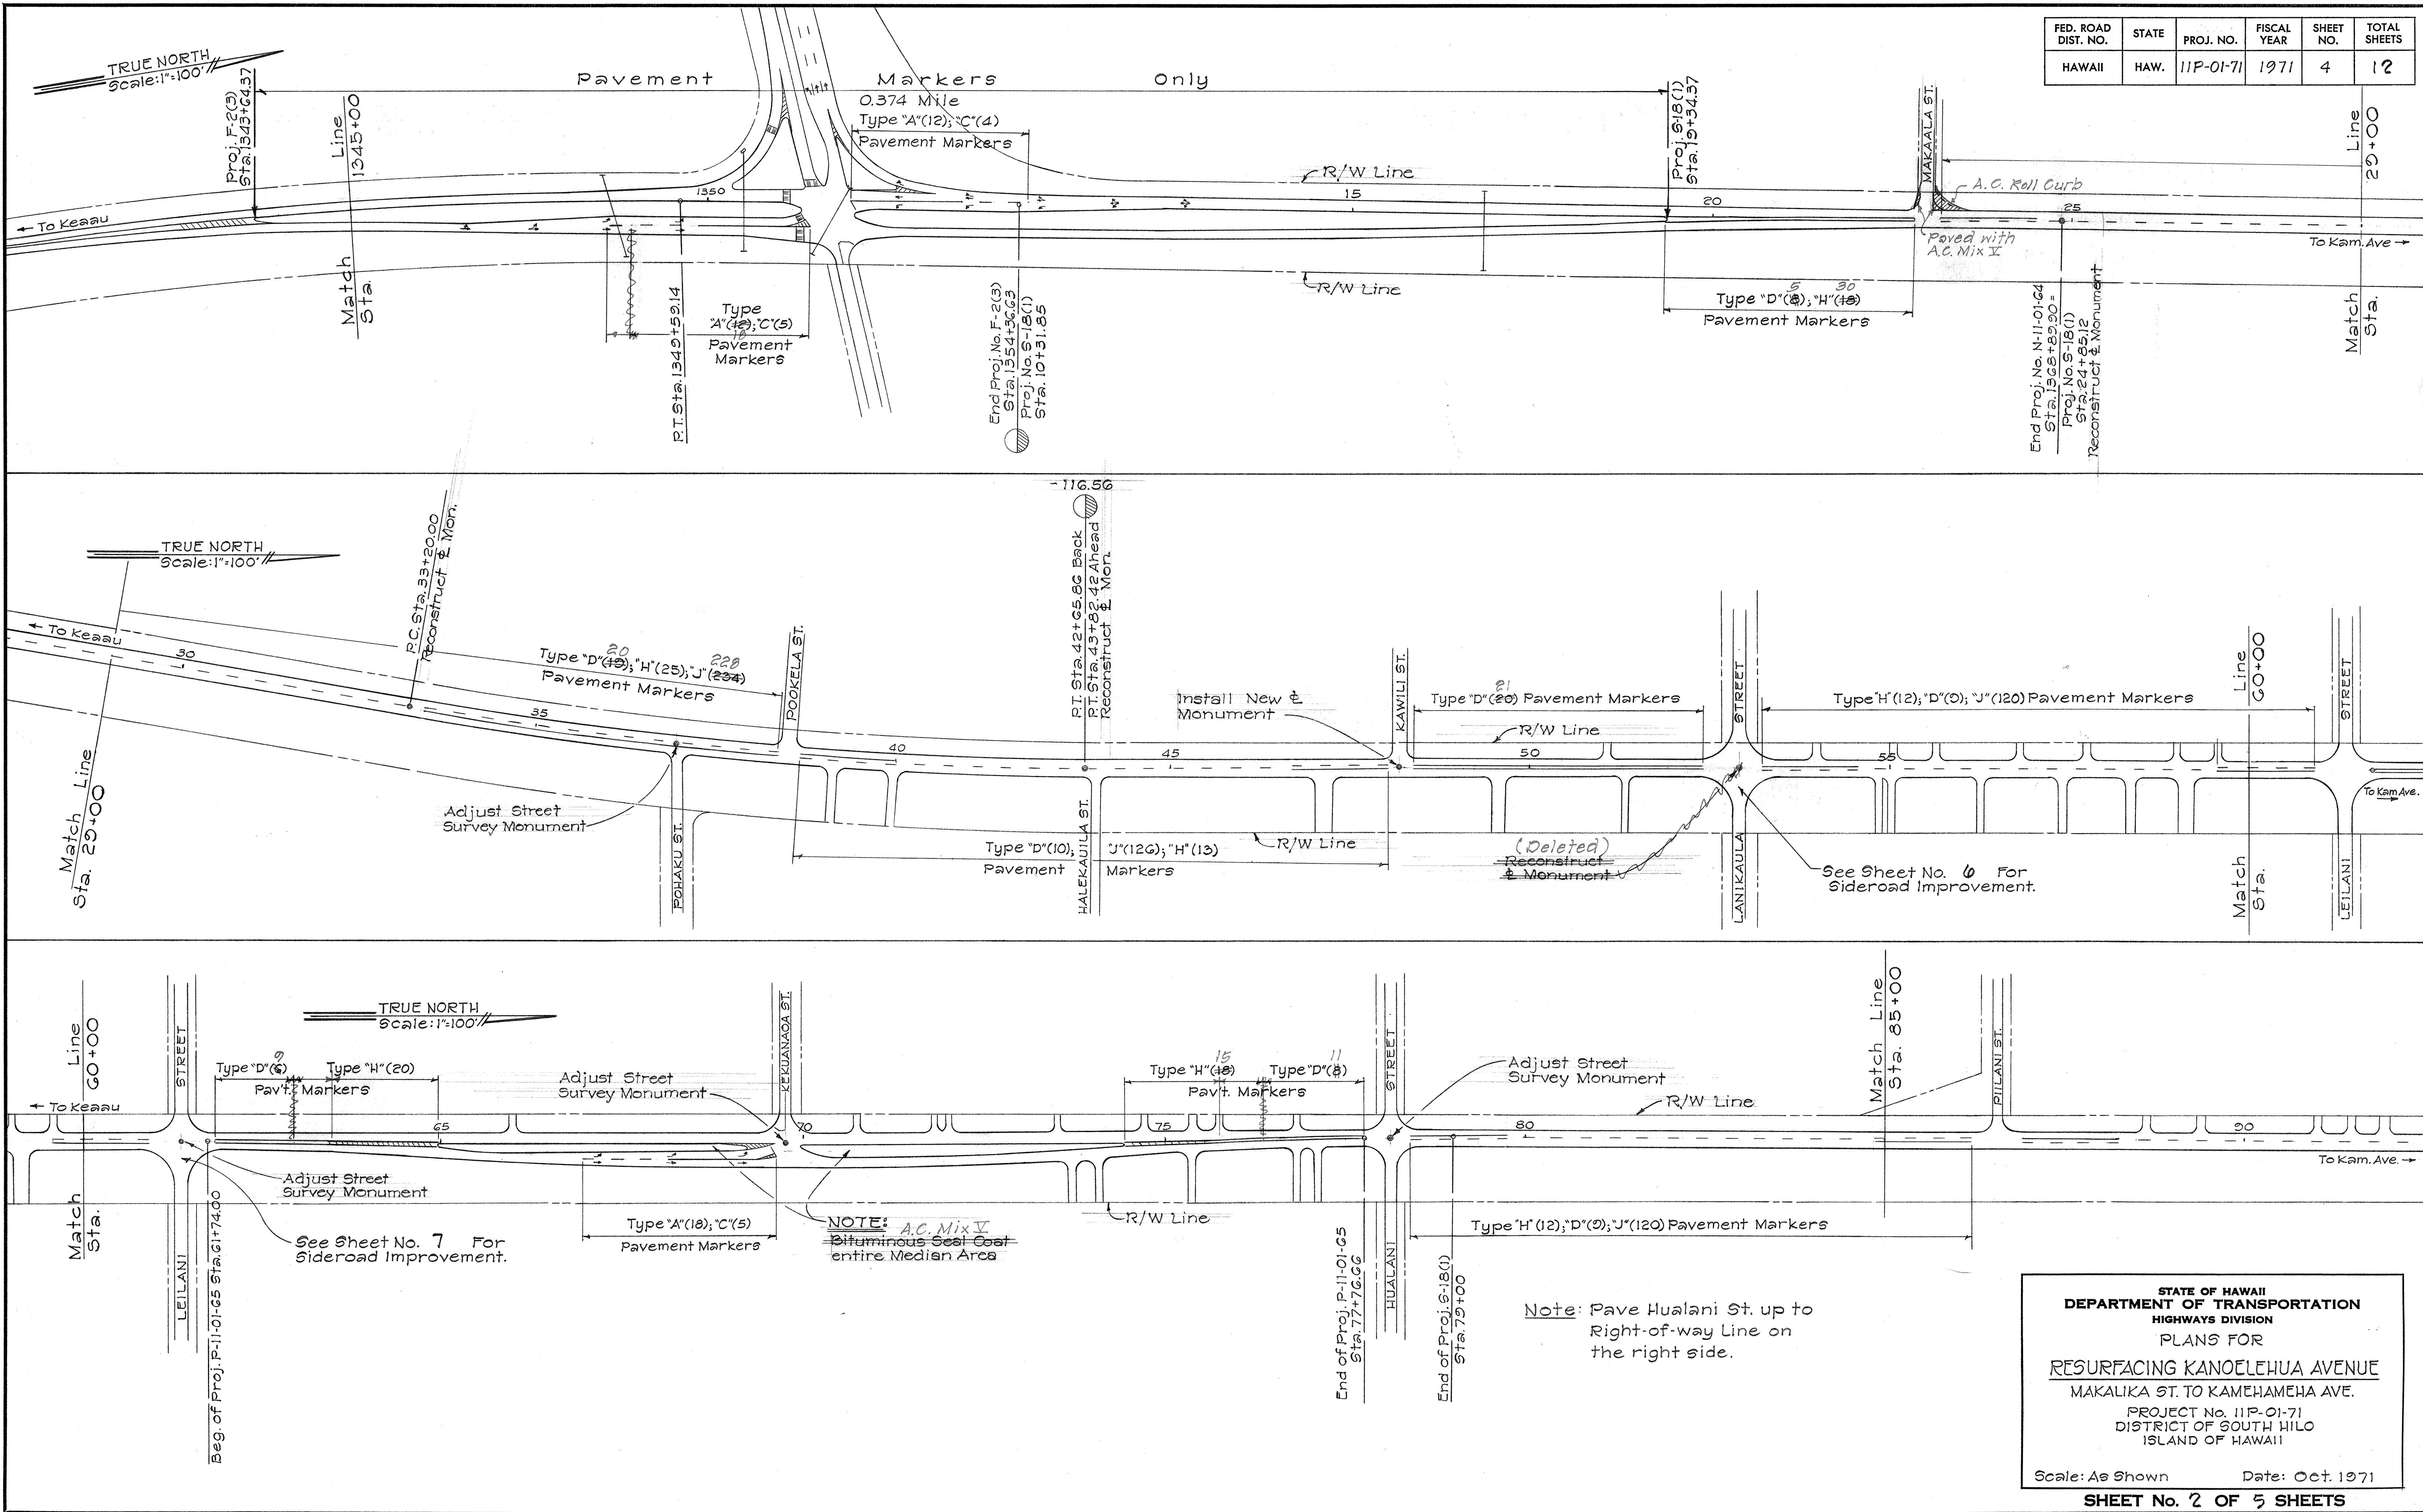 FED. ROAD DIST. NO. STATE PROJ. NO. FISCAL YEAR SHEET NO. TOTAL SHEETS
HAWAII HAW. 11P-01-71 1971 4 12
TRUE NORTH
Scale: 1"=100'
Proj. F-2(3)
Sta. 1343+64.37
Match Line
Sta. 1345+00
← To Keaau
Pavement Markers Only
0.374 Mile
Type "A"(12); "C"(4)
Pavement Markers
1350
P.T. Sta. 1349+59.14
Type
"A"(12); "C"(5)
18
Pavement
Markers
End Proj. No. F-2(3)
Sta. 1354+36.63
Proj. No. S-18(1)
Sta. 10+31.85
R/W Line
15
R/W Line
Proj. S-18(1)
Sta. 19+34.37
20
5 30
Type "D"(8); "H"(18)
Pavement Markers
MAKAALA ST.
A.C. Roll Curb
Paved with
A.C. Mix V
25
End Proj. No. N-11-01-64
Sta. 1368+89.90=
Proj. No. S-18(1)
Sta. 24+85.12
Reconstruct ℄ Monument
To Kam. Ave →
Match Line
Sta. 29+00
TRUE NORTH
Scale: 1"=100'
← To Keaau
Match Line
Sta. 29+00
30
P.C. Sta. 33+20.00
Reconstruct ℄ Mon.
20 228
Type "D"(19); "H"(25); "J"(234)
Pavement Markers
35
Adjust Street
Survey Monument
POHAKU ST.
POOKELA ST.
40
-116.56
P.T. Sta. 42+65.86 Back
P.T. Sta. 43+82.42 Ahead
Reconstruct ℄ Mon.
HALEKAUILA ST.
Type "D"(10); "J"(126); "H"(13)
Pavement Markers
45
R/W Line
Install New ℄
Monument
KAWILI ST.
21
Type "D"(20) Pavement Markers
R/W Line
50
(Deleted)
Reconstruct
℄ Monument
LANIKAULA STREET
See Sheet No. 6 For
Sideroad Improvement.
Type "H"(12); "D"(9); "J"(120) Pavement Markers
55
Match Line
Sta. 60+00
LEILANI STREET
To Kam Ave. →
TRUE NORTH
Scale: 1"=100'
Match Line
Sta. 60+00
← To Keaau
LEILANI STREET
9
Type "D"(6) Type "H"(20)
Pav't. Markers
65
Adjust Street
Survey Monument
See Sheet No. 7 For
Sideroad Improvement.
Beg. of Proj. P-11-01-65 Sta. 61+74.00
Adjust Street
Survey Monument
KEKUANAOA ST.
70
Type "A"(18); "C"(5)
Pavement Markers
NOTE: A.C. Mix V
Bituminous Seal Coat
entire Median Area
R/W Line
15 11
Type "H"(18) Type "D"(8)
Pav't. Markers
75
HUALANI STREET
Adjust Street
Survey Monument
End of Proj. P-11-01-65
Sta. 77+76.66
End of Proj. S-18(1)
Sta. 79+00
80
R/W Line
Type "H"(12); "D"(9); "J"(120) Pavement Markers
Match Line
Sta. 85+00
PIILANI ST.
90
To Kam. Ave. →
Note: Pave Hualani St. up to
Right-of-way Line on
the right side.
STATE OF HAWAII
DEPARTMENT OF TRANSPORTATION
HIGHWAYS DIVISION
PLANS FOR
RESURFACING KANOELEHUA AVENUE
MAKALIKA ST. TO KAMEHAMEHA AVE.
PROJECT No. 11P-01-71
DISTRICT OF SOUTH HILO
ISLAND OF HAWAII
Scale: As Shown Date: Oct. 1971
SHEET No. 2 OF 5 SHEETS